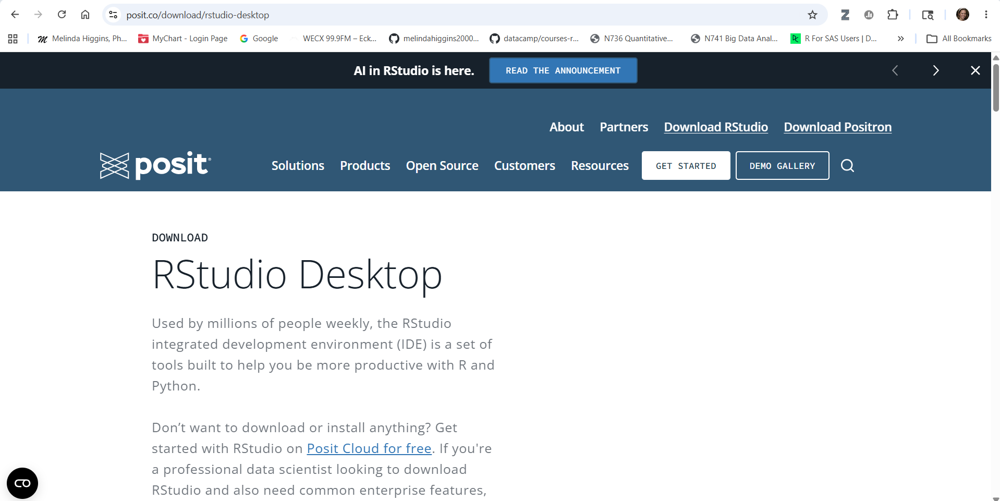 posit.co/download/rstudio-desktop
Melinda Higgins, Ph...
MyChart - Login Page
Google
WECX 99.9FM – Eck...
melindahiggins2000...
datacamp/courses-r...
N736 Quantitative...
N741 Big Data Anal...
R For SAS Users | D...
All Bookmarks
AI in RStudio is here.
READ THE ANNOUNCEMENT
About
Partners
Download RStudio
Download Positron
posit
Solutions
Products
Open Source
Customers
Resources
GET STARTED
DEMO GALLERY
DOWNLOAD
RStudio Desktop
Used by millions of people weekly, the RStudio
integrated development environment (IDE) is a set of
tools built to help you be more productive with R and
Python.
Don’t want to download or install anything? Get
started with RStudio on Posit Cloud for free. If you're
a professional data scientist looking to download
RStudio and also need common enterprise features,